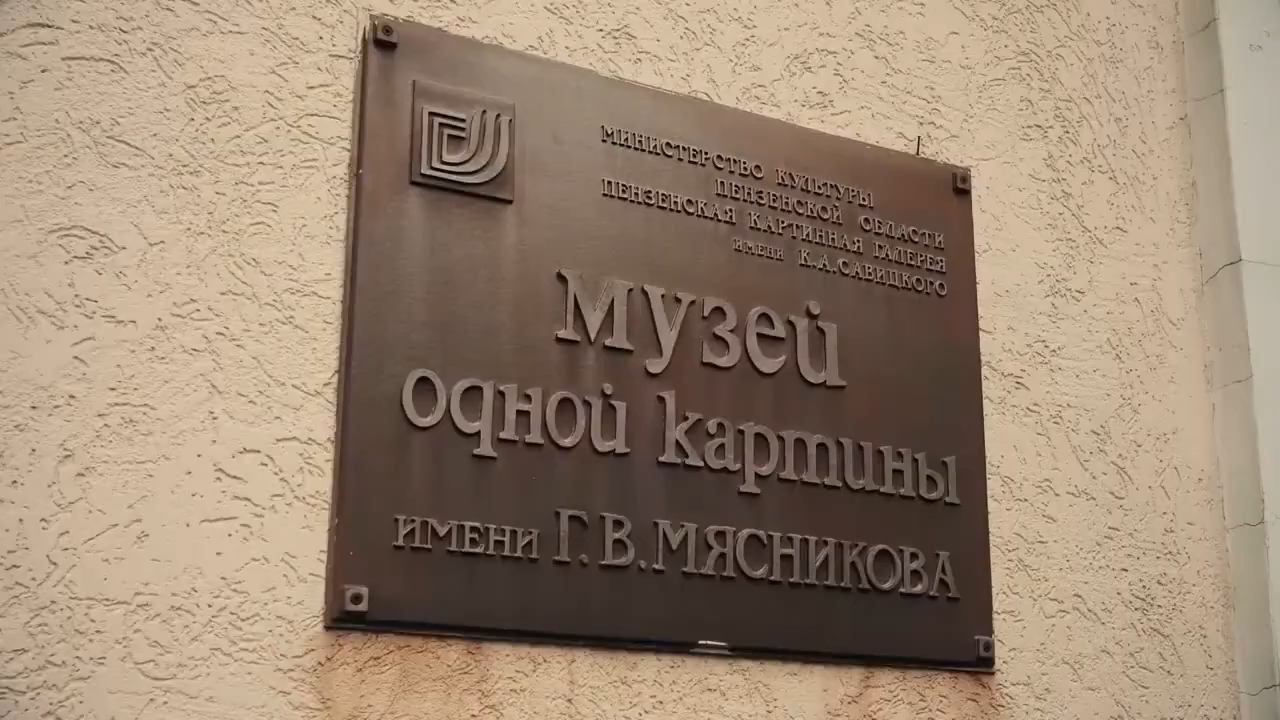 МИНИСТЕРСТВО КУЛЬТУРЫ
ПЕНЗЕНСКОЙ ОБЛАСТИ
ПЕНЗЕНСКАЯ КАРТИННАЯ ГАЛЕРЕЯ
ИМЕНИ К.А.САВИЦКОГО
музей
одной картины
ИМЕНИ Г.В.МЯСНИКОВА